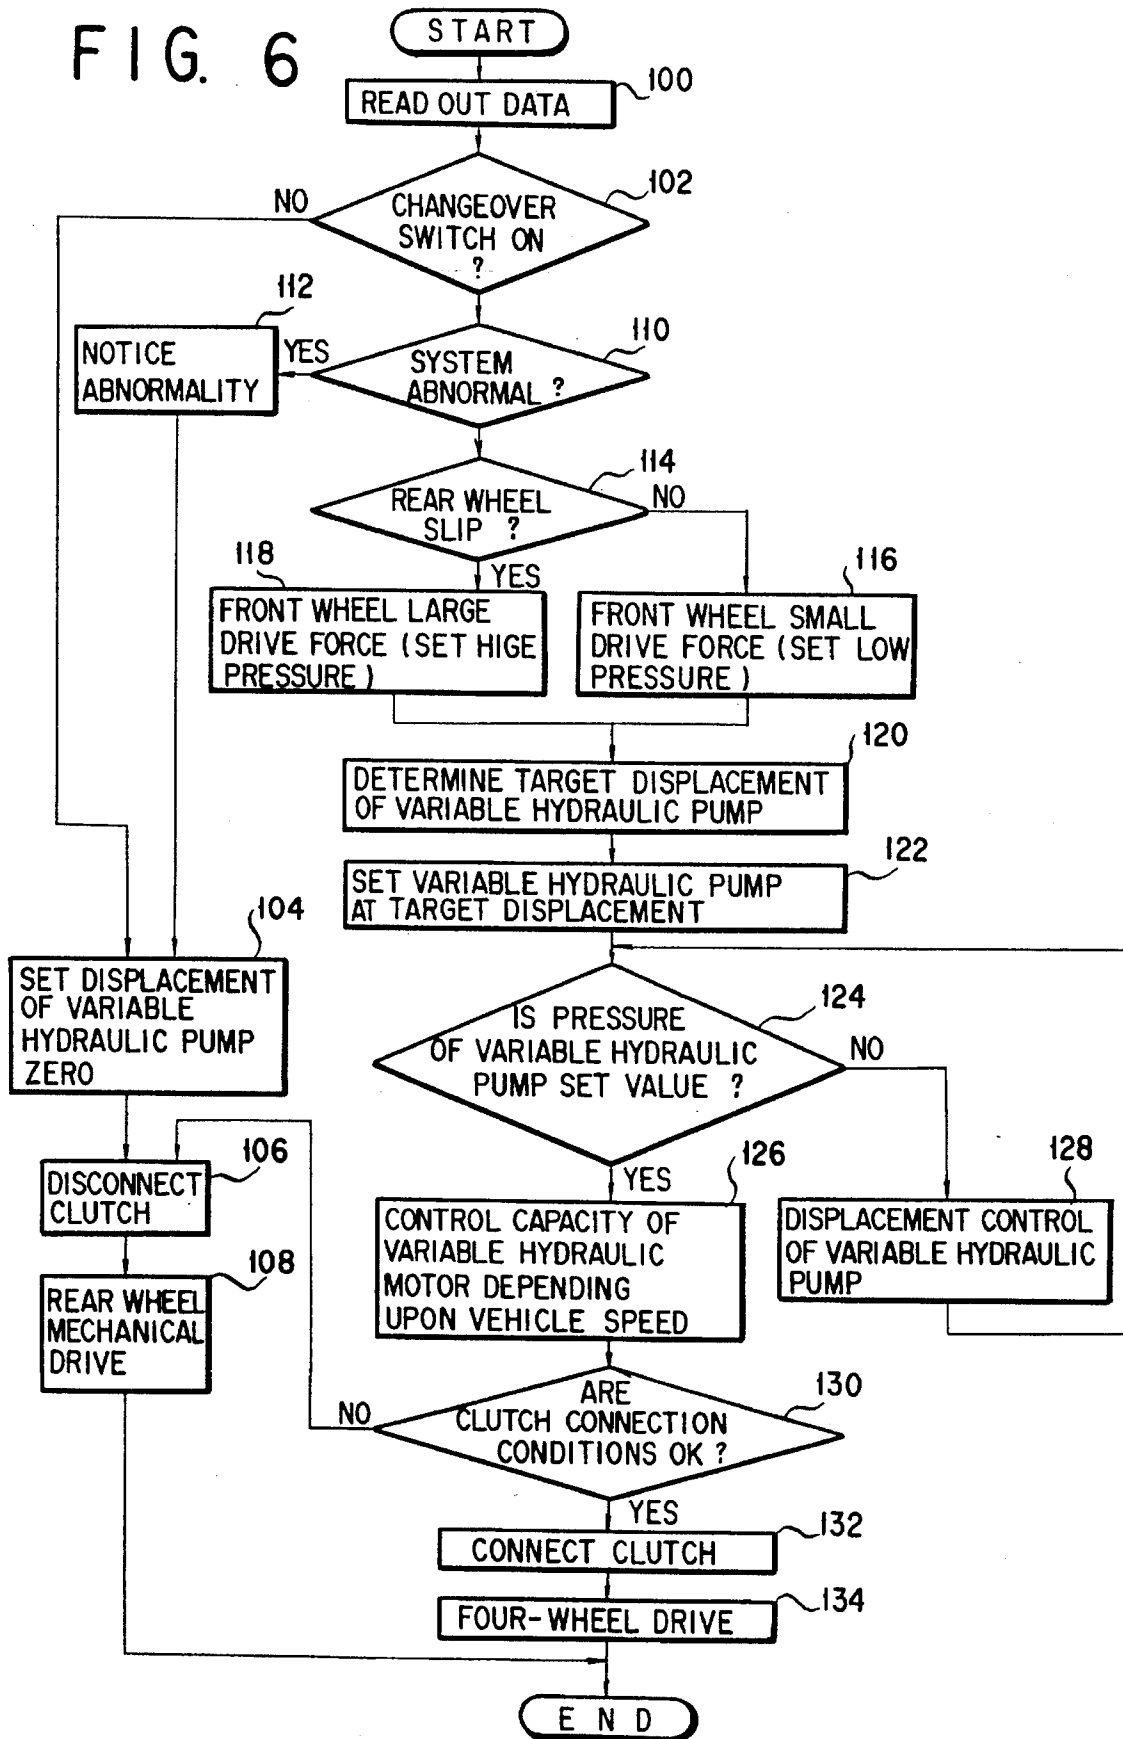 FIG. 6
START
100
READ OUT DATA
102
NO
CHANGEOVER
SWITCH ON
?
112
110
NOTICE
ABNORMALITY
YES
SYSTEM
ABNORMAL ?
114
REAR WHEEL
SLIP ?
NO
118
YES
116
FRONT WHEEL LARGE
DRIVE FORCE (SET HIGE
PRESSURE)
FRONT WHEEL SMALL
DRIVE FORCE (SET LOW
PRESSURE)
120
DETERMINE TARGET DISPLACEMENT
OF VARIABLE HYDRAULIC PUMP
122
SET VARIABLE HYDRAULIC PUMP
AT TARGET DISPLACEMENT
104
SET DISPLACEMENT
OF VARIABLE
HYDRAULIC PUMP
ZERO
124
IS PRESSURE
OF VARIABLE HYDRAULIC
PUMP SET VALUE ?
NO
106
DISCONNECT
CLUTCH
YES
126
128
CONTROL CAPACITY OF
VARIABLE HYDRAULIC
MOTOR DEPENDING
UPON VEHICLE SPEED
DISPLACEMENT CONTROL
OF VARIABLE HYDRAULIC
PUMP
108
REAR WHEEL
MECHANICAL
DRIVE
130
NO
ARE
CLUTCH CONNECTION
CONDITIONS OK ?
YES
132
CONNECT CLUTCH
134
FOUR-WHEEL DRIVE
END